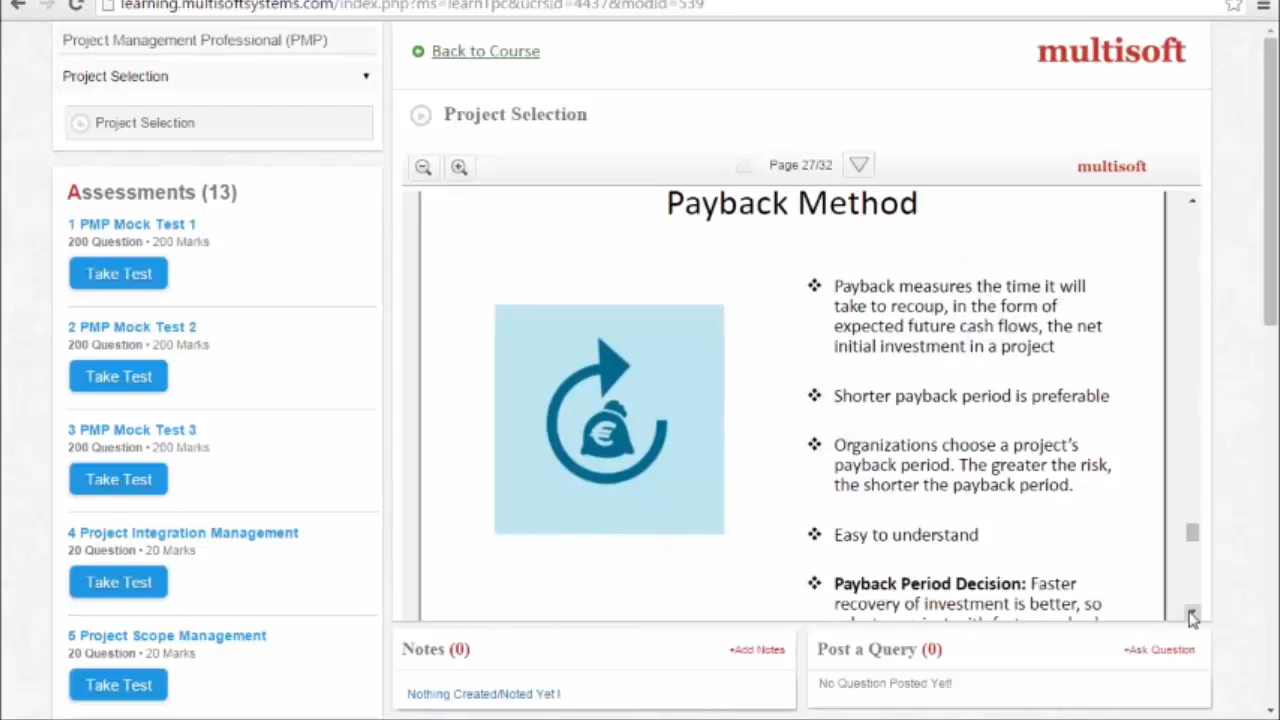 learning.multisoftsystems.com/index.php?ms=learn1pc&ucrsid=4437&modid=539
Project Management Professional (PMP)
Project Selection
Project Selection
Assessments (13)
1 PMP Mock Test 1
200 Question • 200 Marks
Take Test
2 PMP Mock Test 2
200 Question • 200 Marks
Take Test
3 PMP Mock Test 3
200 Question • 200 Marks
Take Test
4 Project Integration Management
20 Question • 20 Marks
Take Test
5 Project Scope Management
20 Question • 20 Marks
Take Test
Back to Course
multisoft
Project Selection
Page 27/32
multisoft
Payback Method
€
❖ Payback measures the time it will
take to recoup, in the form of
expected future cash flows, the net
initial investment in a project
❖ Shorter payback period is preferable
❖ Organizations choose a project's
payback period. The greater the risk,
the shorter the payback period.
❖ Easy to understand
❖ Payback Period Decision: Faster
recovery of investment is better, so
Notes (0)
+Add Notes
Nothing Created/Noted Yet !
Post a Query (0)
+Ask Question
No Question Posted Yet!